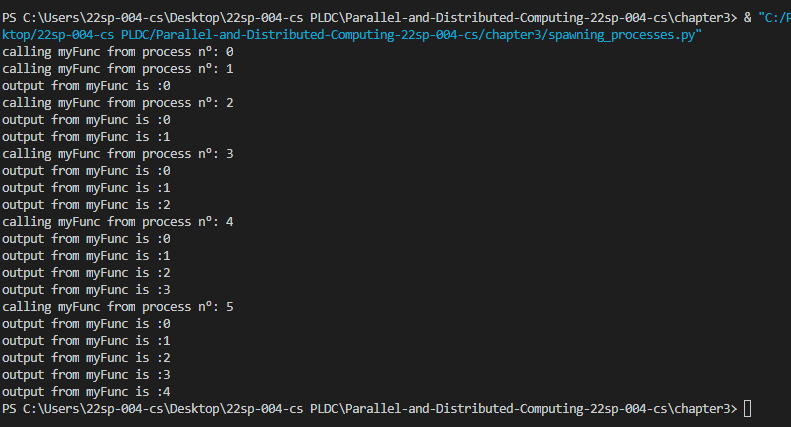 PS C:\Users\22sp-004-cs\Desktop\22sp-004-cs PLDC\Parallel-and-Distributed-Computing-22sp-004-cs\chapter3> & "C:/P
ktop/22sp-004-cs PLDC/Parallel-and-Distributed-Computing-22sp-004-cs/chapter3/spawning_processes.py"
calling myFunc from process nº: 0
calling myFunc from process nº: 1
output from myFunc is :0
calling myFunc from process nº: 2
output from myFunc is :0
output from myFunc is :1
calling myFunc from process nº: 3
output from myFunc is :0
output from myFunc is :1
output from myFunc is :2
calling myFunc from process nº: 4
output from myFunc is :0
output from myFunc is :1
output from myFunc is :2
output from myFunc is :3
calling myFunc from process nº: 5
output from myFunc is :0
output from myFunc is :1
output from myFunc is :2
output from myFunc is :3
output from myFunc is :4
PS C:\Users\22sp-004-cs\Desktop\22sp-004-cs PLDC\Parallel-and-Distributed-Computing-22sp-004-cs\chapter3>